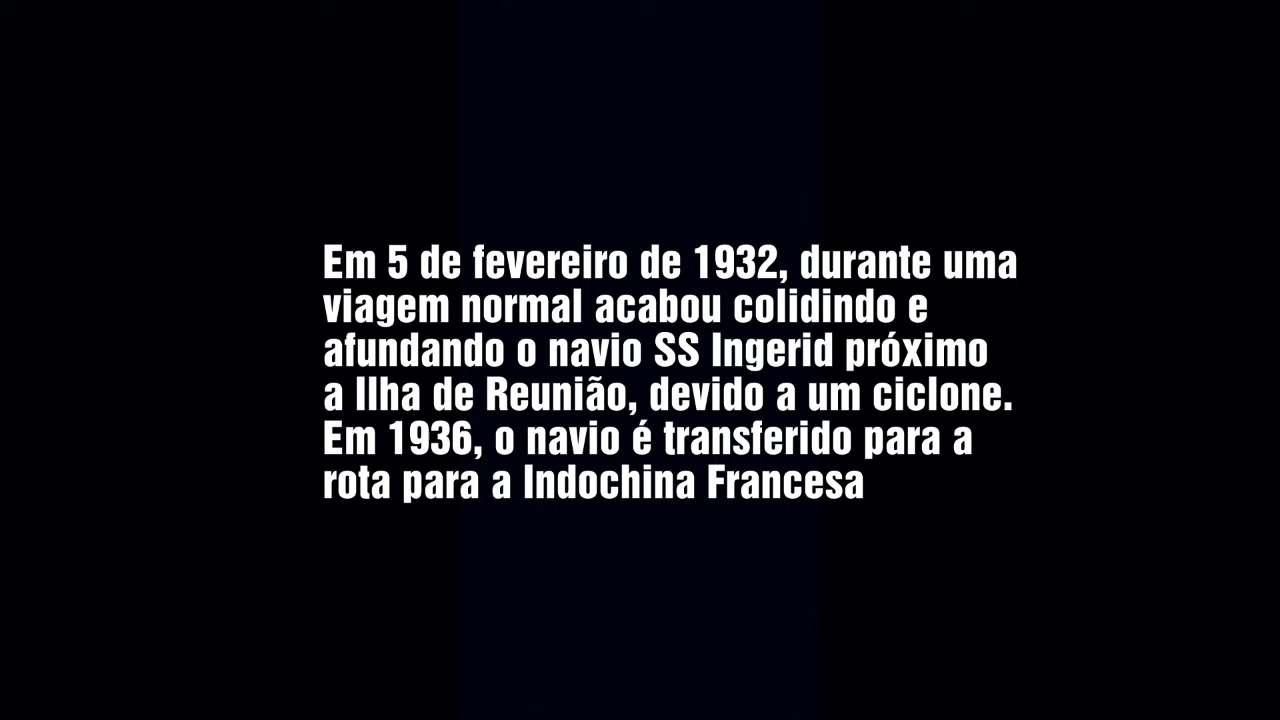 Em 5 de fevereiro de 1932, durante uma
viagem normal acabou colidindo e
afundando o navio SS Ingerid próximo
a Ilha de Reunião, devido a um ciclone.
Em 1936, o navio é transferido para a
rota para a Indochina Francesa